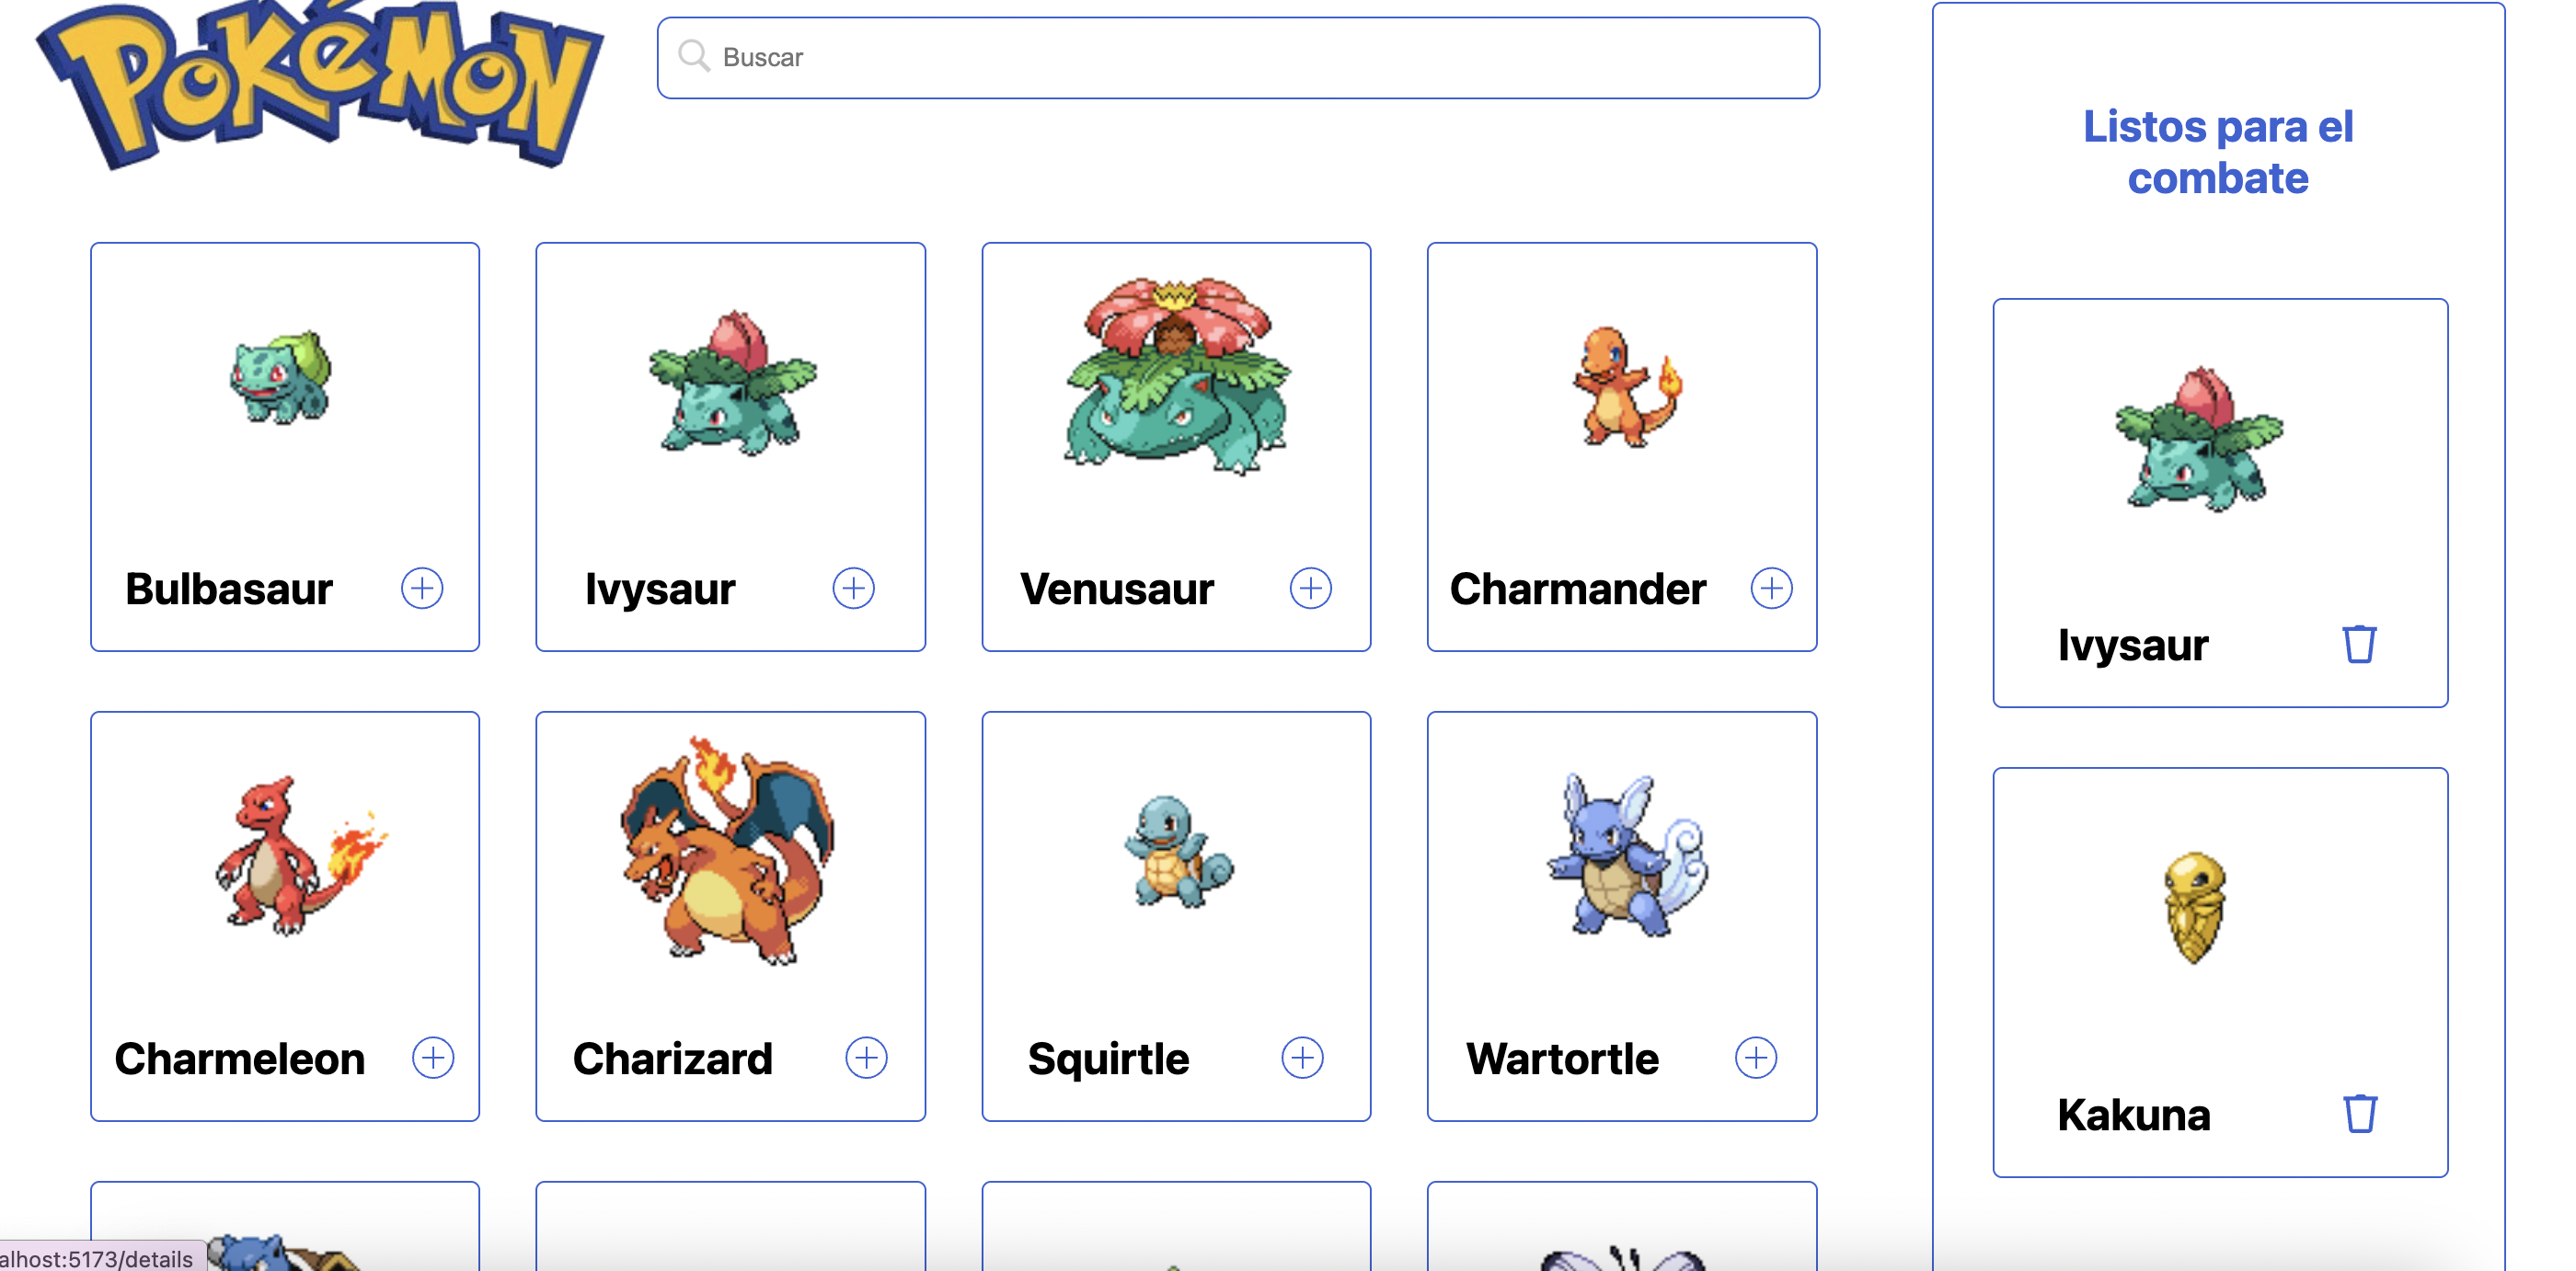 Pokémon
Buscar
Listos para el
combate
Bulbasaur
Ivysaur
Venusaur
Charmander
Ivysaur
Charmeleon
Charizard
Squirtle
Wartortle
Kakuna
alhost:5173/details